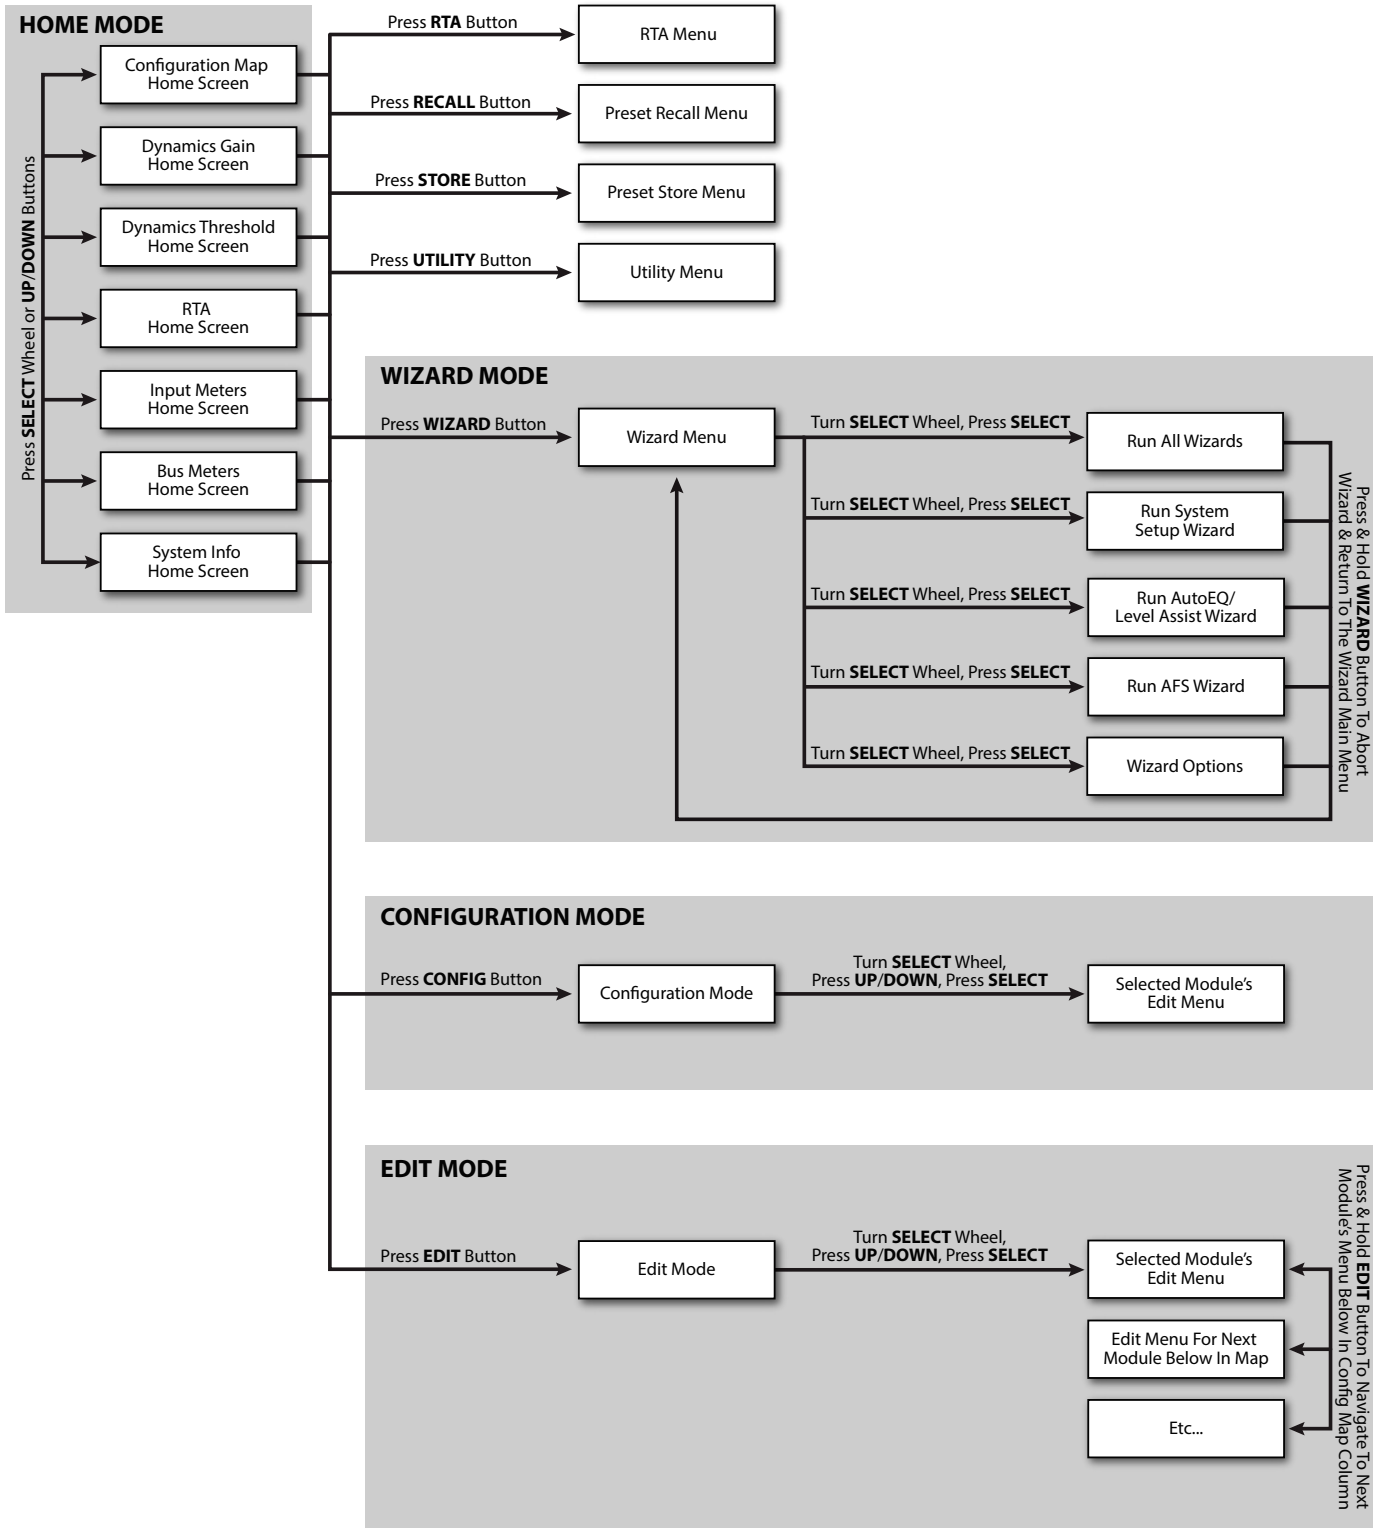 HOME MODE
Press SELECT Wheel or UP/DOWN Buttons
Configuration Map
Home Screen
Dynamics Gain
Home Screen
Dynamics Threshold
Home Screen
RTA
Home Screen
Input Meters
Home Screen
Bus Meters
Home Screen
System Info
Home Screen
Press RTA Button
RTA Menu
Press RECALL Button
Preset Recall Menu
Press STORE Button
Preset Store Menu
Press UTILITY Button
Utility Menu
WIZARD MODE
Press WIZARD Button
Wizard Menu
Turn SELECT Wheel, Press SELECT
Run All Wizards
Turn SELECT Wheel, Press SELECT
Run System
Setup Wizard
Turn SELECT Wheel, Press SELECT
Run AutoEQ/
Level Assist Wizard
Turn SELECT Wheel, Press SELECT
Run AFS Wizard
Turn SELECT Wheel, Press SELECT
Wizard Options
Press & Hold WIZARD Button To Abort
Wizard & Return To The Wizard Main Menu
CONFIGURATION MODE
Press CONFIG Button
Configuration Mode
Turn SELECT Wheel,
Press UP/DOWN, Press SELECT
Selected Module's
Edit Menu
EDIT MODE
Press EDIT Button
Edit Mode
Turn SELECT Wheel,
Press UP/DOWN, Press SELECT
Selected Module's
Edit Menu
Edit Menu For Next
Module Below In Map
Etc...
Press & Hold EDIT Button To Navigate To Next
Module's Menu Below In Config Map Column